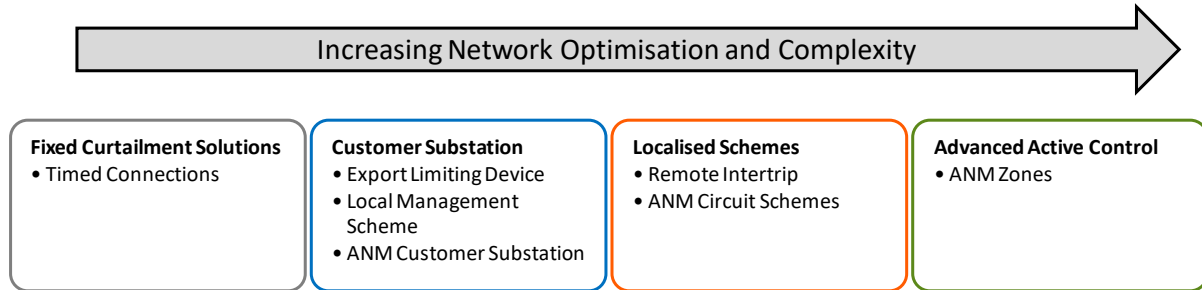 Increasing Network Optimisation and Complexity
Fixed Curtailment Solutions
• Timed Connections
Customer Substation
• Export Limiting Device
• Local Management
Scheme
• ANM Customer Substation
Localised Schemes
• Remote Intertrip
• ANM Circuit Schemes
Advanced Active Control
• ANM Zones